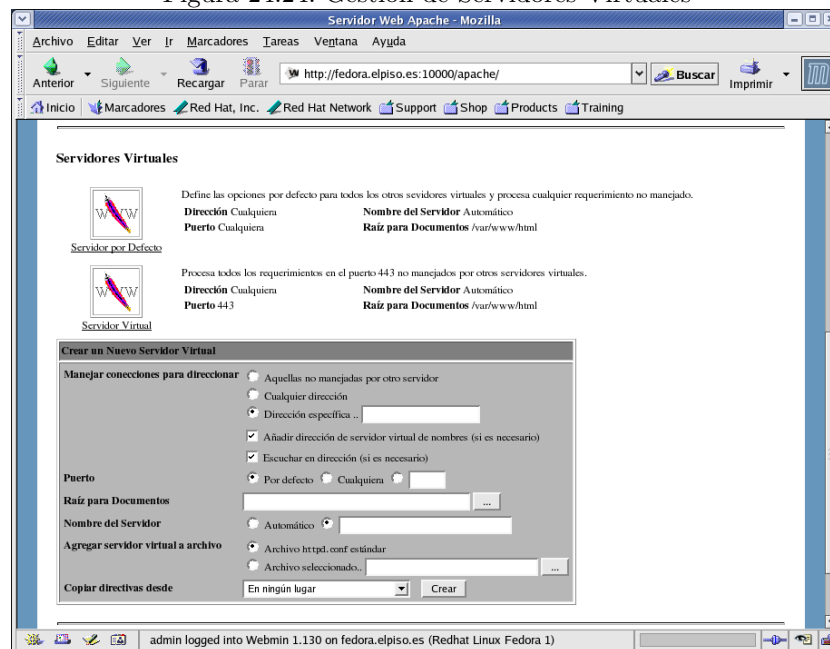 Figura 24.24: Gestión de Servidores Virtuales
Servidor Web Apache - Mozilla
Archivo Editar Ver Ir Marcadores Tareas Ventana Ayuda
Anterior Siguiente Recargar Parar http://fedora.elpiso.es:10000/apache/ Buscar Imprimir
Inicio Marcadores Red Hat, Inc. Red Hat Network Support Shop Products Training
Servidores Virtuales
Define las opciones por defecto para todos los otros sevidores virtuales y procesa cualquier requerimiento no manejado.
Dirección Cualquiera Nombre del Servidor Automático
Puerto Cualquiera Raíz para Documentos /var/www/html
Servidor por Defecto
Procesa todos los requerimientos en el puerto 443 no manejados por otros servidores virtuales.
Dirección Cualquiera Nombre del Servidor Automático
Puerto 443 Raíz para Documentos /var/www/html
Servidor Virtual
Crear un Nuevo Servidor Virtual
Manejar conecciones para direccionar Aquellas no manejadas por otro servidor
Cualquier dirección
Dirección específica ..
Añadir dirección de servidor virtual de nombres (si es necesario)
Escuchar en dirección (si es necesario)
Puerto Por defecto Cualquiera
Raíz para Documentos ...
Nombre del Servidor Automático
Agregar servidor virtual a archivo Archivo httpd.conf estándar
Archivo seleccionado.. ...
Copiar directivas desde En ningún lugar Crear
admin logged into Webmin 1.130 on fedora.elpiso.es (Redhat Linux Fedora 1)